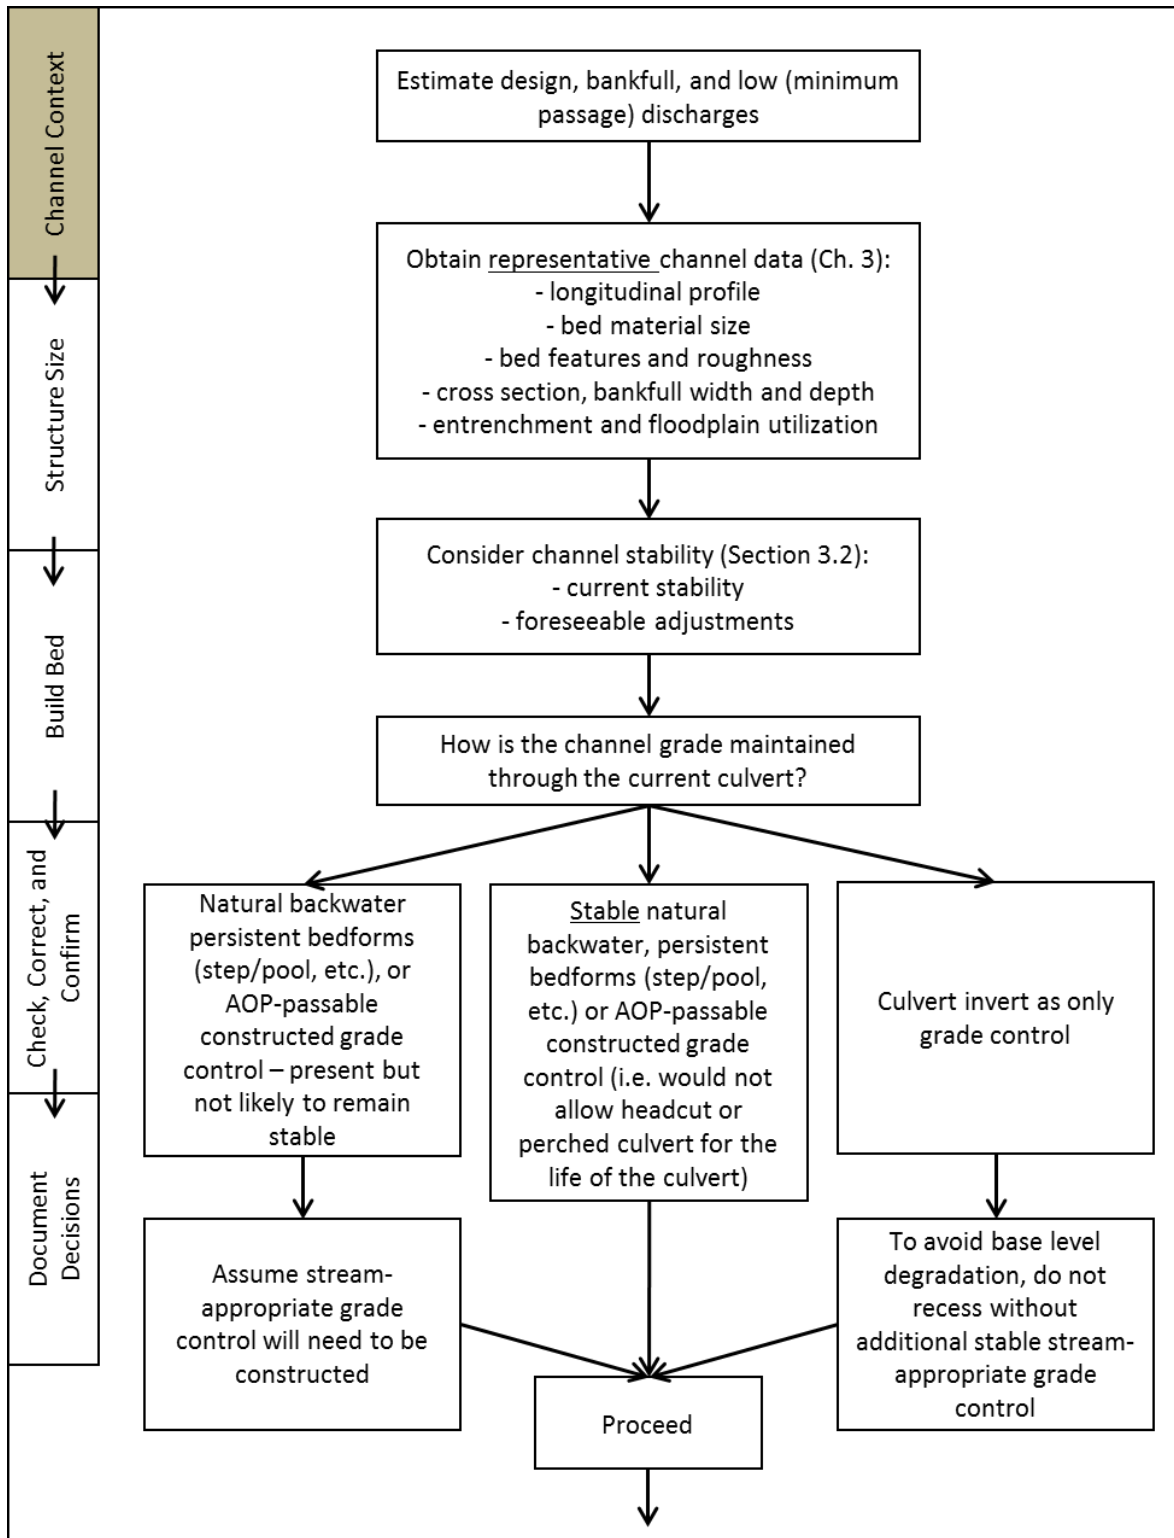 Channel Context
Structure Size
Build Bed
Check, Correct, and
Confirm
Document
Decisions
Estimate design, bankfull, and low (minimum
passage) discharges
Obtain representative channel data (Ch. 3):
- longitudinal profile
- bed material size
- bed features and roughness
- cross section, bankfull width and depth
- entrenchment and floodplain utilization
Consider channel stability (Section 3.2):
- current stability
- foreseeable adjustments
How is the channel grade maintained
through the current culvert?
Natural backwater
persistent bedforms
(step/pool, etc.), or
AOP-passable
constructed grade
control – present but
not likely to remain
stable
Stable natural
backwater, persistent
bedforms (step/pool,
etc.) or AOP-passable
constructed grade
control (i.e. would not
allow headcut or
perched culvert for the
life of the culvert)
Culvert invert as only
grade control
Assume stream-
appropriate grade
control will need to be
constructed
To avoid base level
degradation, do not
recess without
additional stable stream-
appropriate grade
control
Proceed